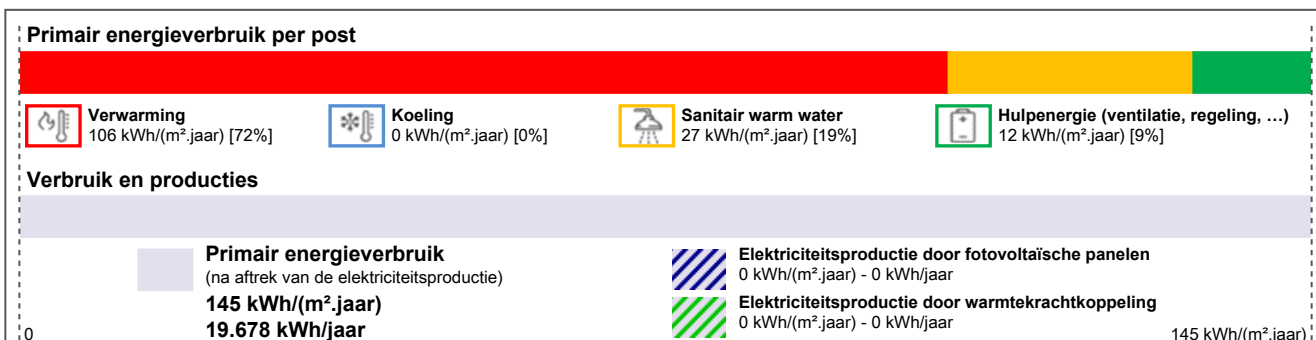 Primair energieverbruik per post
Verwarming
106 kWh/(m².jaar) [72%]
Koeling
0 kWh/(m².jaar) [0%]
Sanitair warm water
27 kWh/(m².jaar) [19%]
Hulpenergie (ventilatie, regeling, …)
12 kWh/(m².jaar) [9%]
Verbruik en producties
Primair energieverbruik
(na aftrek van de elektriciteitsproductie)
145 kWh/(m².jaar)
19.678 kWh/jaar
Elektriciteitsproductie door fotovoltaïsche panelen
0 kWh/(m².jaar) - 0 kWh/jaar
Elektriciteitsproductie door warmtekrachtkoppeling
0 kWh/(m².jaar) - 0 kWh/jaar
0
145 kWh/(m².jaar)